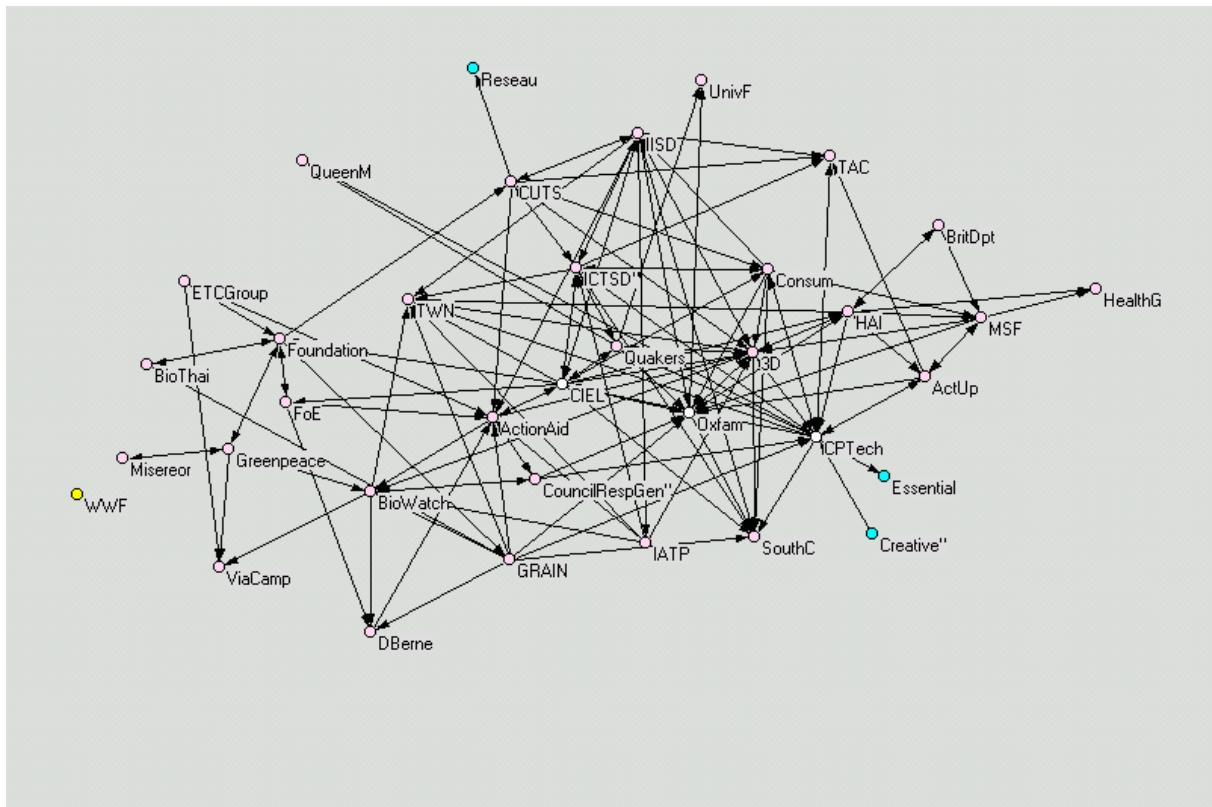 Reseau
UnivF
IISD
TAC
QueenM
CUTS
BritDpt
ICTSD"
Consum
ETCGroup
TWN
HealthG
HAI
MSF
Foundation
Quakers
D3D
BioThai
CIEL
ActUp
FoE
Oxfam
ActionAid
CPTech
Greenpeace
Misereor
Essential
CouncilRespGen"
WWF
BioWatch
Creative"
SouthC
IATP
GRAIN
ViaCamp
DBerne